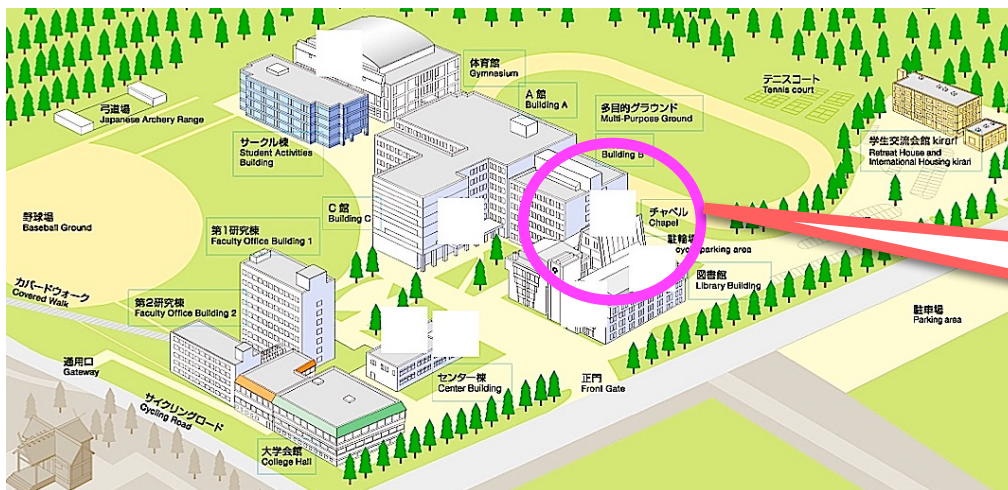 体育館
Gymnasium
A 館
Building A
テニスコート
Tennis court
多目的グラウンド
Multi-Purpose Ground
弓道場
Japanese Archery Range
サークル棟
Student Activities
Building
学生交流会館 kirari
Retreat House and
International Housing kirari
Building B
C 館
Building C
チャペル
Chapel
野球場
Baseball Ground
第1研究棟
Faculty Office Building 1
駐輪場
cycle parking area
図書館
Library Building
カバードウォーク
Covered Walk
第2研究棟
Faculty Office Building 2
駐車場
Parking area
通用口
Gateway
センター棟
Center Building
正門
Front Gate
サイクリングロード
Cycling Road
大学会館
College Hall